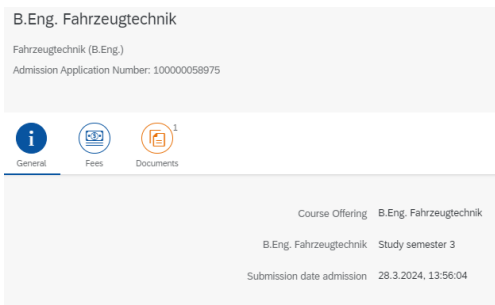 B.Eng. Fahrzeugtechnik
Fahrzeugtechnik (B.Eng.)
Admission Application Number: 100000058975
1
General Fees Documents
Course Offering B.Eng. Fahrzeugtechnik
B.Eng. Fahrzeugtechnik Study semester 3
Submission date admission 28.3.2024, 13:56:04